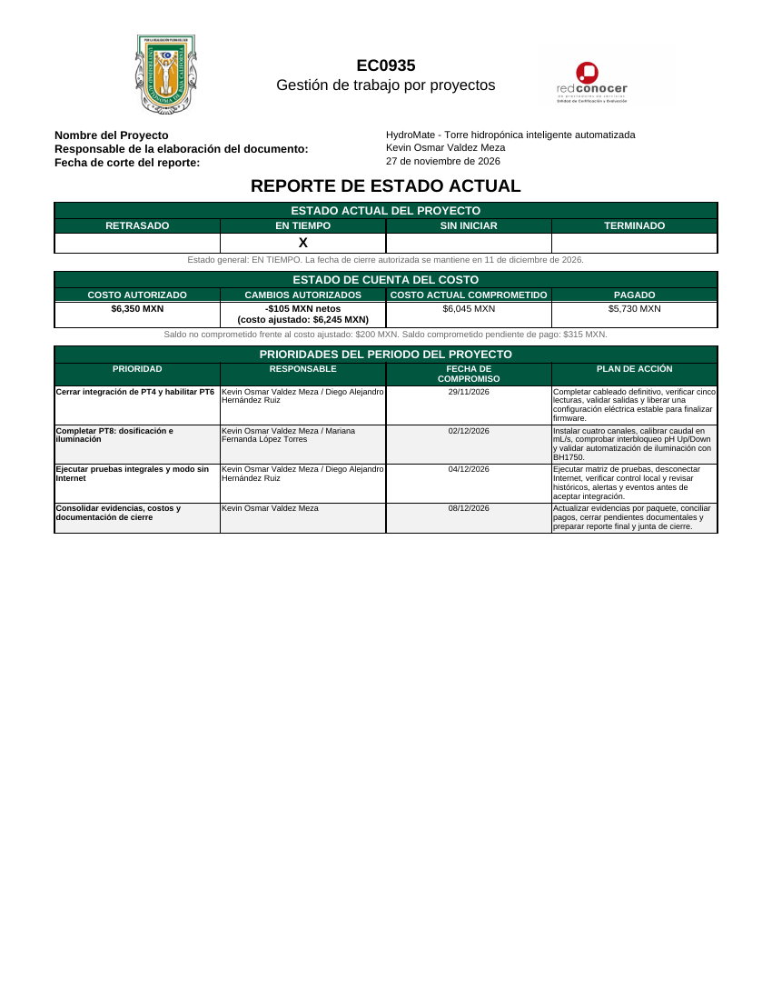 POR LA REALIZACIÓN PLENA DEL SER
UNIVERSIDAD AUTÓNOMA DE BAJA CALIFORNIA
EC0935
Gestión de trabajo por proyectos
redconocer
de prestadores de servicios
Entidad de Certificación y Evaluación
Nombre del Proyecto
HydroMate - Torre hidropónica inteligente automatizada
Responsable de la elaboración del documento:
Kevin Osmar Valdez Meza
Fecha de corte del reporte:
27 de noviembre de 2026
REPORTE DE ESTADO ACTUAL
ESTADO ACTUAL DEL PROYECTO
RETRASADO EN TIEMPO SIN INICIAR TERMINADO
X
Estado general: EN TIEMPO. La fecha de cierre autorizada se mantiene en 11 de diciembre de 2026.
ESTADO DE CUENTA DEL COSTO
COSTO AUTORIZADO CAMBIOS AUTORIZADOS COSTO ACTUAL COMPROMETIDO PAGADO
$6,350 MXN
-$105 MXN netos
(costo ajustado: $6,245 MXN)
$6,045 MXN
$5,730 MXN
Saldo no comprometido frente al costo ajustado: $200 MXN. Saldo comprometido pendiente de pago: $315 MXN.
PRIORIDADES DEL PERIODO DEL PROYECTO
PRIORIDAD
RESPONSABLE
FECHA DE
COMPROMISO
PLAN DE ACCIÓN
Cerrar integración de PT4 y habilitar PT6
Kevin Osmar Valdez Meza / Diego Alejandro
Hernández Ruiz
29/11/2026
Completar cableado definitivo, verificar cinco
lecturas, validar salidas y liberar una
configuración eléctrica estable para finalizar
firmware.
Completar PT8: dosificación e
iluminación
Kevin Osmar Valdez Meza / Mariana
Fernanda López Torres
02/12/2026
Instalar cuatro canales, calibrar caudal en
mL/s, comprobar interbloqueo pH Up/Down
y validar automatización de iluminación con
BH1750.
Ejecutar pruebas integrales y modo sin
Internet
Kevin Osmar Valdez Meza / Diego Alejandro
Hernández Ruiz
04/12/2026
Ejecutar matriz de pruebas, desconectar
Internet, verificar control local y revisar
históricos, alertas y eventos antes de
aceptar integración.
Consolidar evidencias, costos y
documentación de cierre
Kevin Osmar Valdez Meza
08/12/2026
Actualizar evidencias por paquete, conciliar
pagos, cerrar pendientes documentales y
preparar reporte final y junta de cierre.